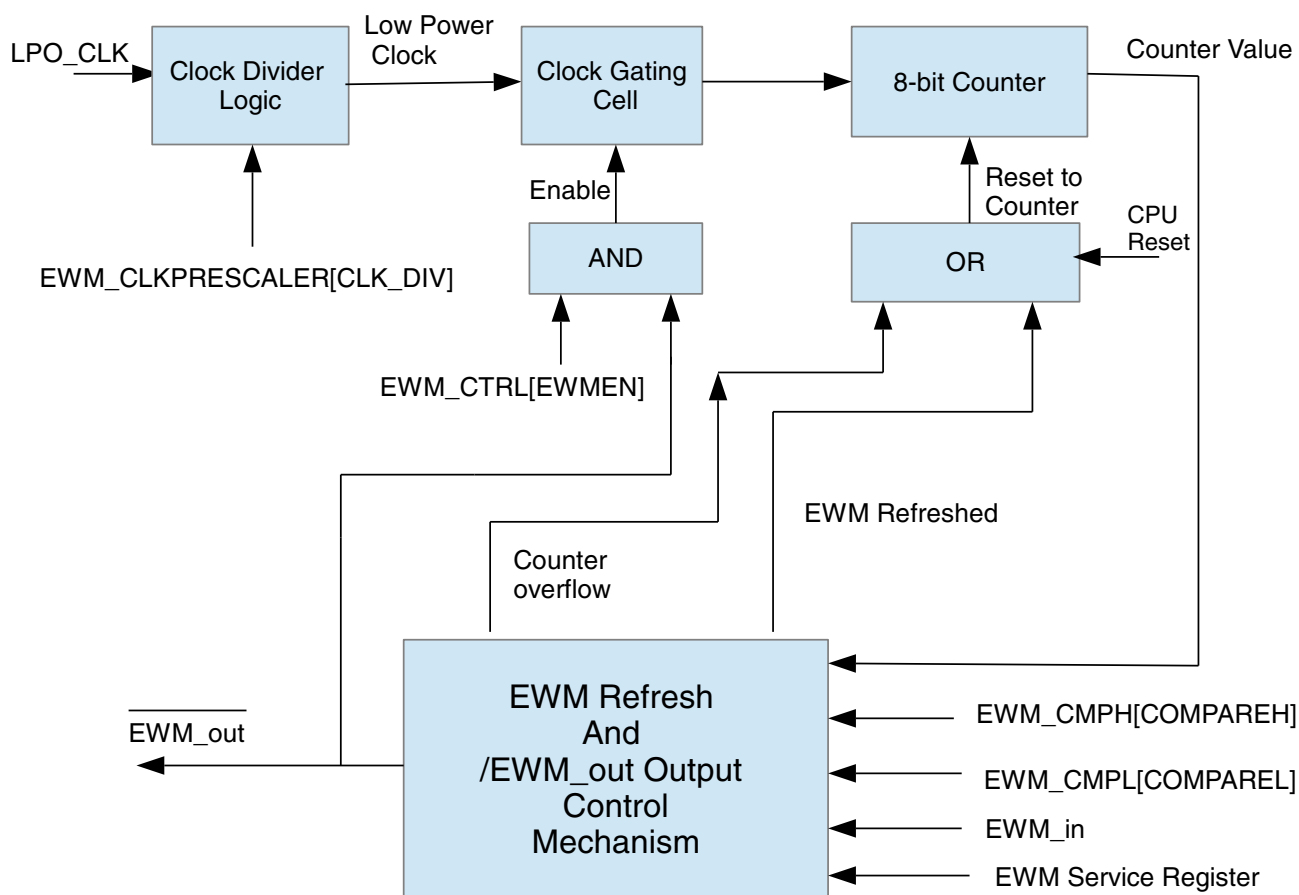 LPO_CLK
Clock Divider
Logic
Low Power
Clock
Clock Gating
Cell
8-bit Counter
Counter Value
Enable
Reset to
Counter
CPU
Reset
EWM_CLKPRESCALER[CLK_DIV]
AND
OR
EWM_CTRL[EWMEN]
EWM Refreshed
Counter
overflow
EWM_out
EWM Refresh
And
/EWM_out Output
Control
Mechanism
EWM_CMPH[COMPAREH]
EWM_CMPL[COMPAREL]
EWM_in
EWM Service Register